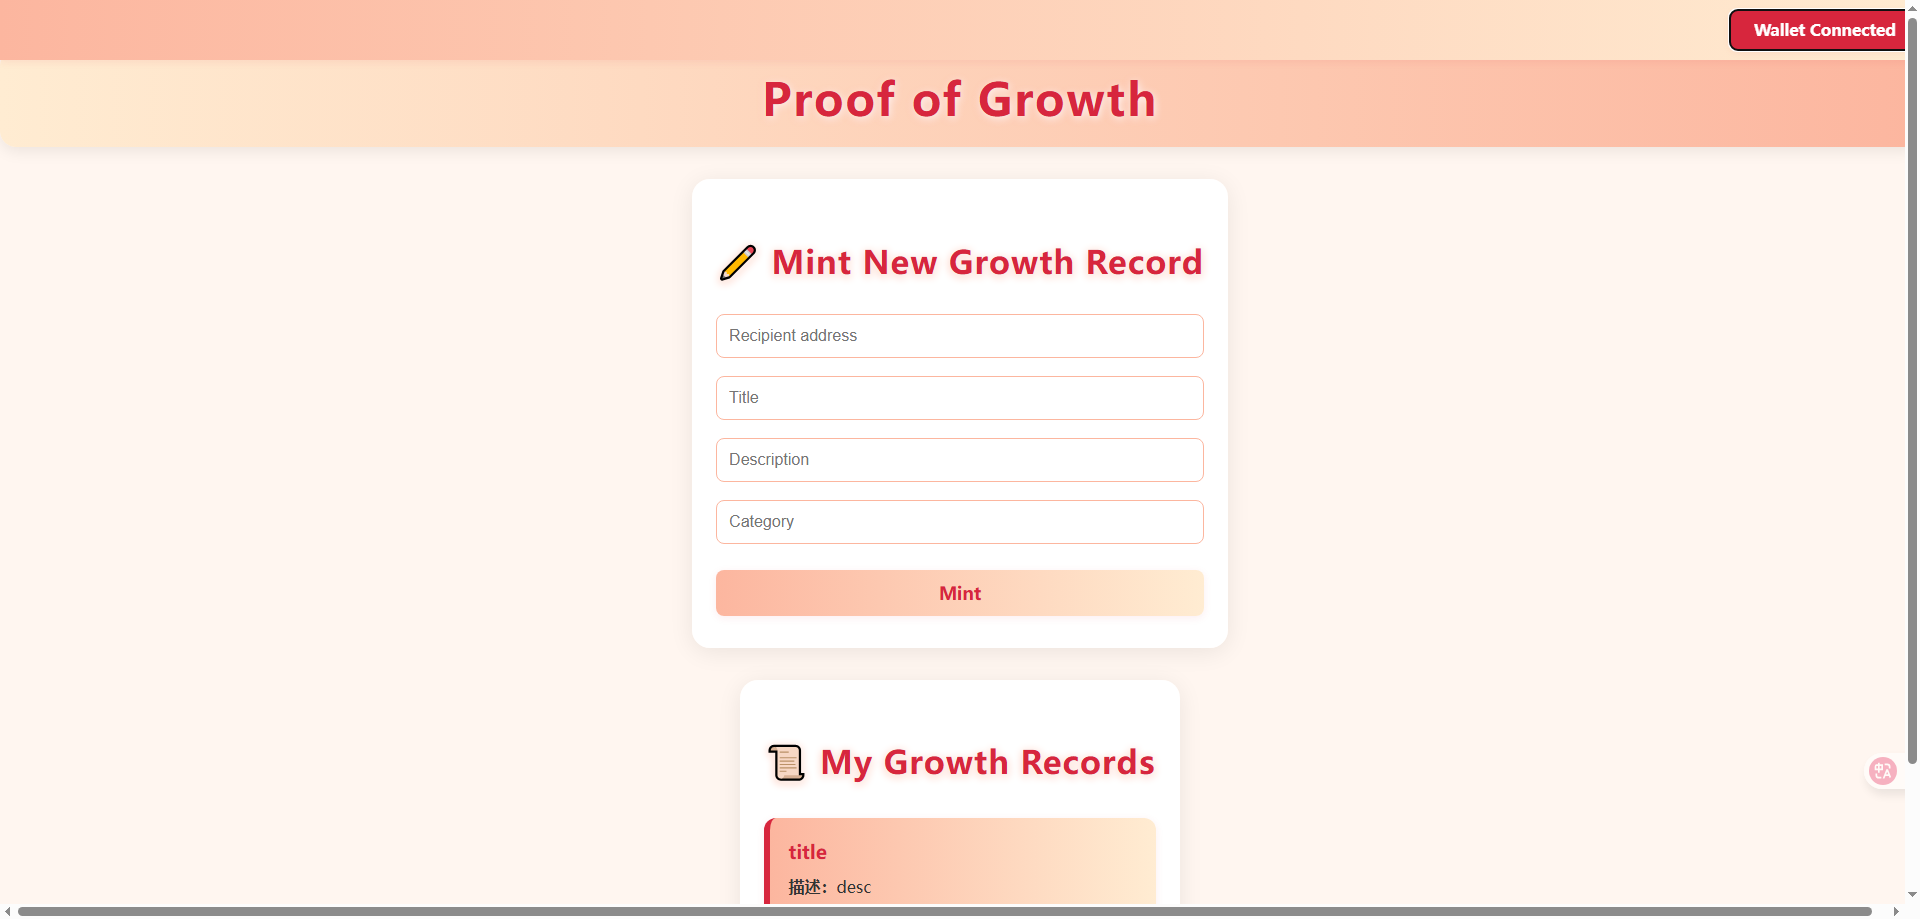 Wallet Connected
Proof of Growth
Mint New Growth Record
Recipient address
Title
Description
Category
Mint
My Growth Records
title
描述：desc